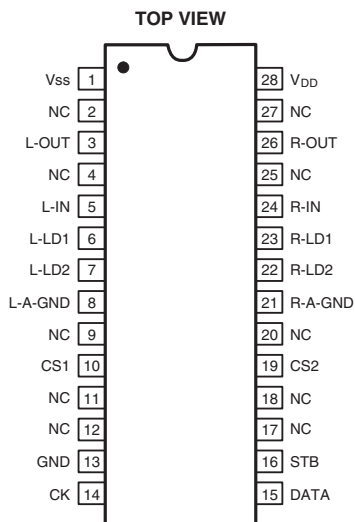 TOP VIEW
Vss 1 28 VDD
NC 2 27 NC
L-OUT 3 26 R-OUT
NC 4 25 NC
L-IN 5 24 R-IN
L-LD1 6 23 R-LD1
L-LD2 7 22 R-LD2
L-A-GND 8 21 R-A-GND
NC 9 20 NC
CS1 10 19 CS2
NC 11 18 NC
NC 12 17 NC
GND 13 16 STB
CK 14 15 DATA